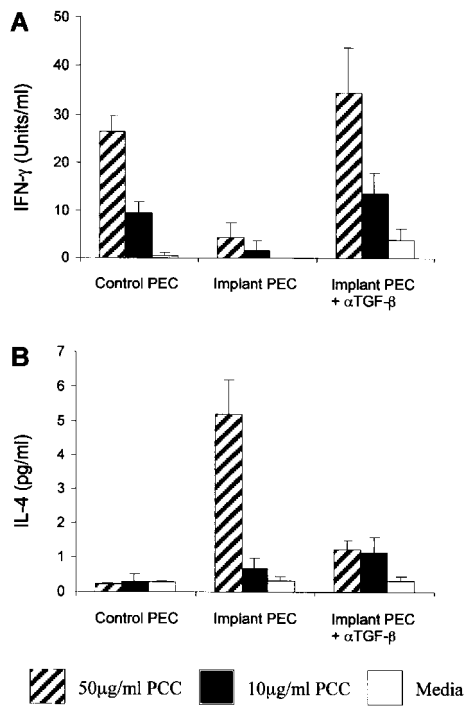 A
IFN-γ (Units/ml)
50
40
30
20
10
0
Control PEC
Implant PEC
Implant PEC
+ αTGF-β
B
IL-4 (pg/ml)
7
6
5
4
3
2
1
0
Control PEC
Implant PEC
Implant PEC
+ αTGF-β
50μg/ml PCC
10μg/ml PCC
Media